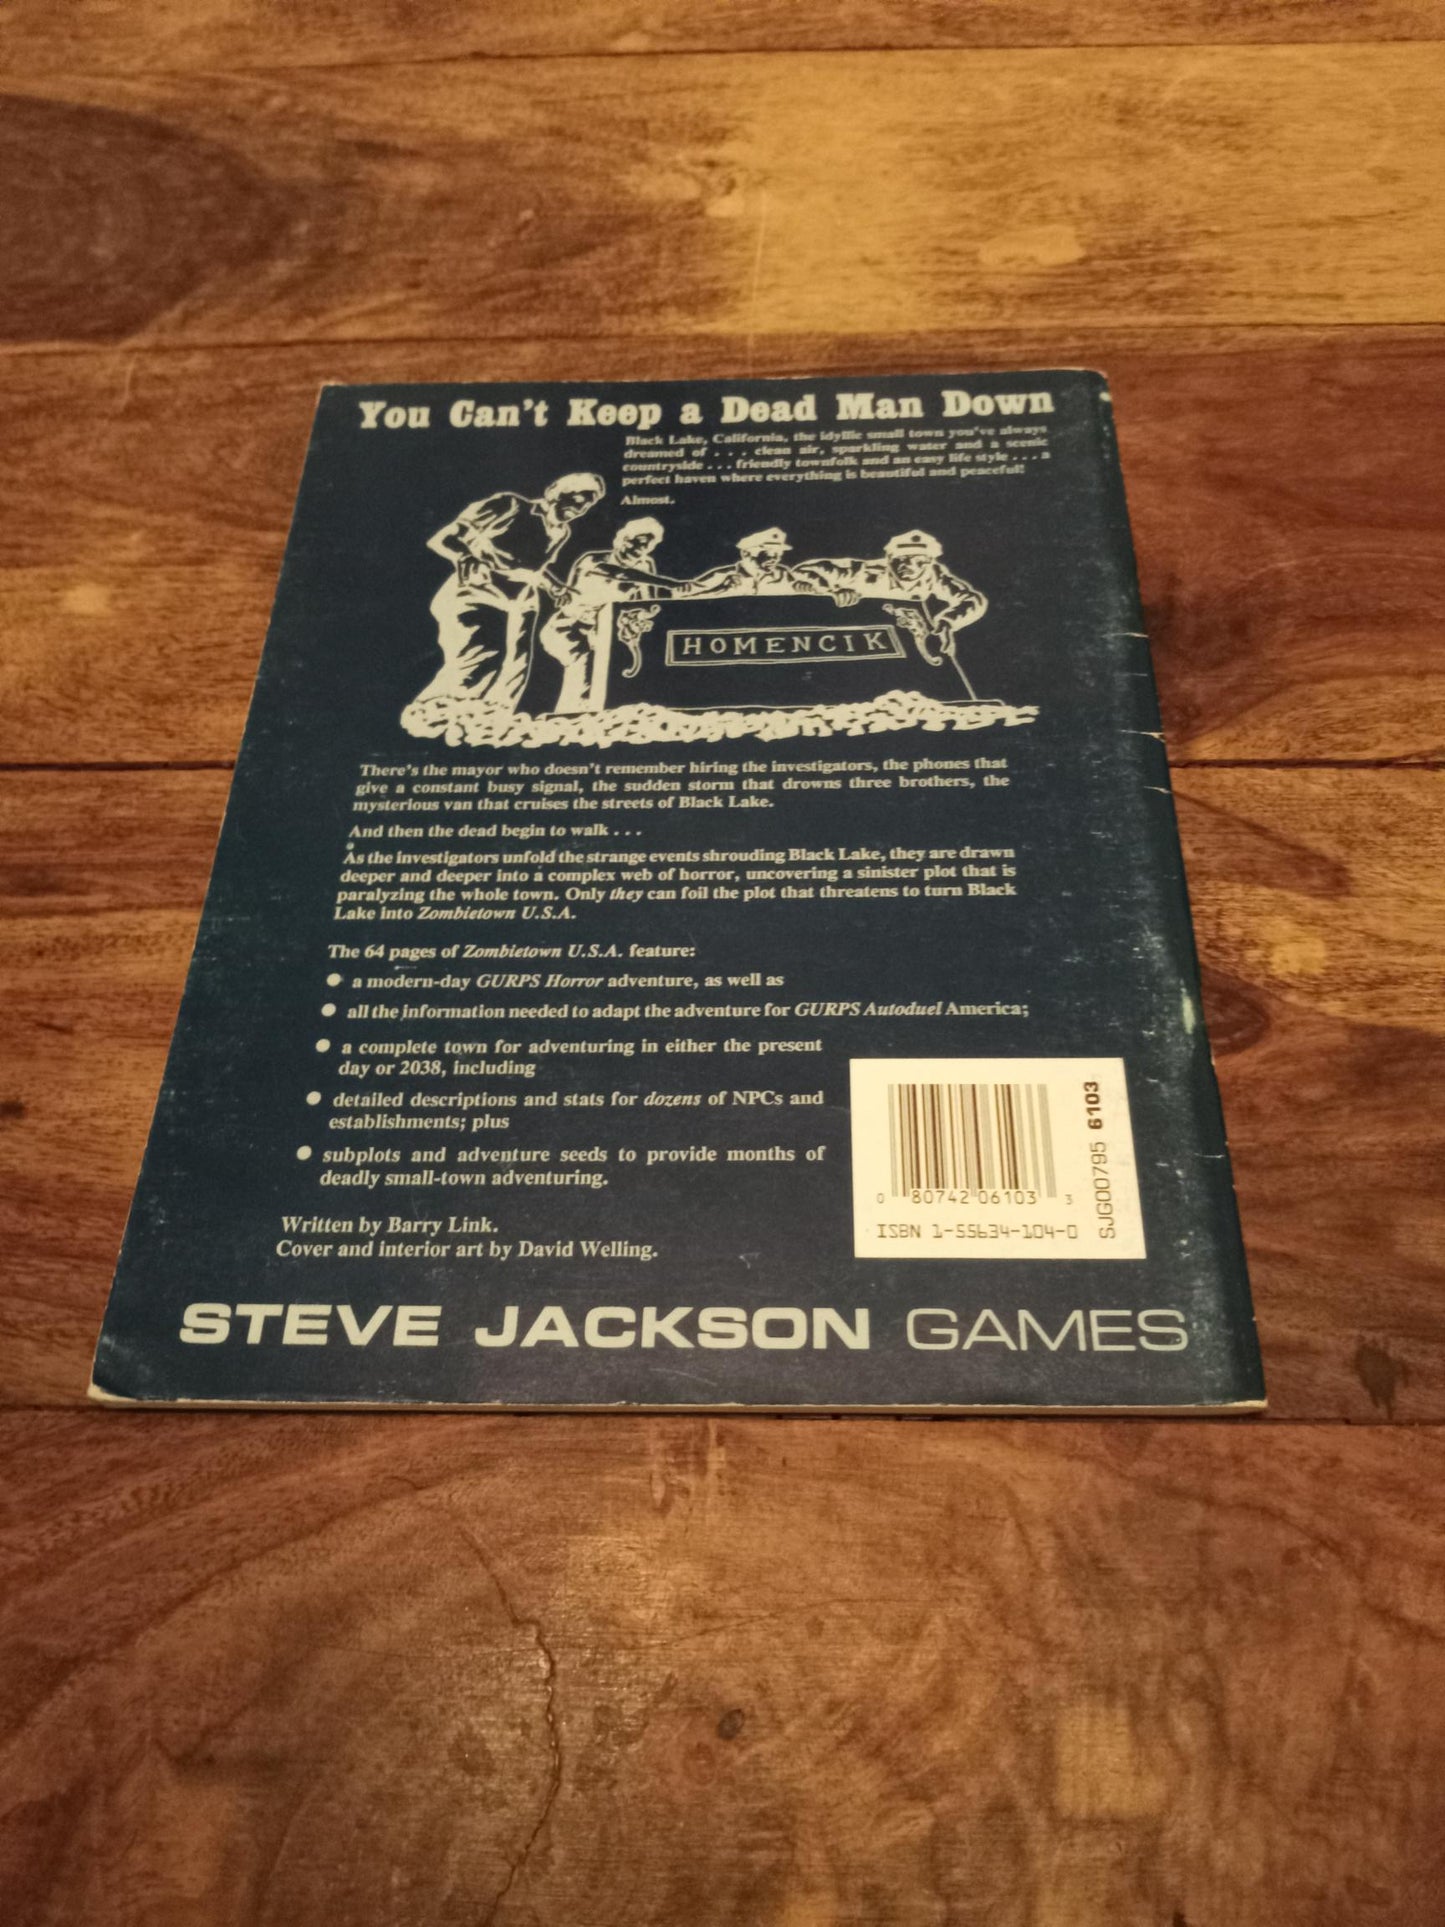 You Can't Keep a Dead Man Down
Black Lake, California, the idyllic small town you've always
dreamed of . . . clean air, sparkling water and a scenic
countryside . . . friendly townfolk and an easy life style . . . a
perfect haven where everything is beautiful and peaceful!
Almost.
HOMENCIK
There's the mayor who doesn't remember hiring the investigators, the phones that
give a constant busy signal, the sudden storm that drowns three brothers, the
mysterious van that cruises the streets of Black Lake.
And then the dead begin to walk . . .
As the investigators unfold the strange events shrouding Black Lake, they are drawn
deeper and deeper into a complex web of horror, uncovering a sinister plot that is
paralyzing the whole town. Only they can foil the plot that threatens to turn Black
Lake into Zombietown U.S.A.
The 64 pages of Zombietown U.S.A. feature:
● a modern-day GURPS Horror adventure, as well as
● all the information needed to adapt the adventure for GURPS Autoduel America;
● a complete town for adventuring in either the present
day or 2038, including
● detailed descriptions and stats for dozens of NPCs and
establishments; plus
● subplots and adventure seeds to provide months of
deadly small-town adventuring.
Written by Barry Link.
Cover and interior art by David Welling.
0 80742 06103 3
ISBN 1-55634-104-0
SJG00795 6103
STEVE JACKSON GAMES